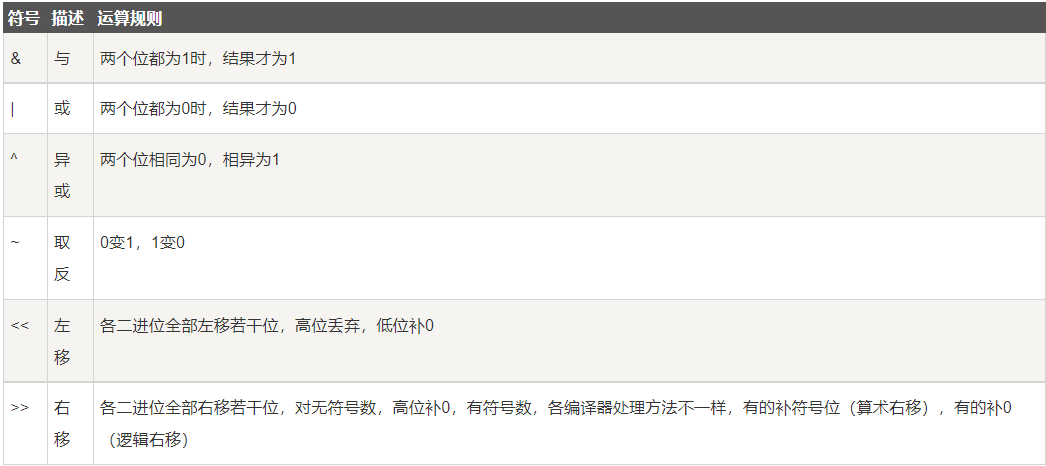 符号 描述 运算规则
& 与 两个位都为1时，结果才为1
| 或 两个位都为0时，结果才为0
^ 异 两个位相同为0，相异为1
或
~ 取 0变1，1变0
反
<< 左 各二进位全部左移若干位，高位丢弃，低位补0
移
>> 右 各二进位全部右移若干位，对无符号数，高位补0，有符号数，各编译器处理方法不一样，有的补符号位（算术右移），有的补0
移 （逻辑右移）